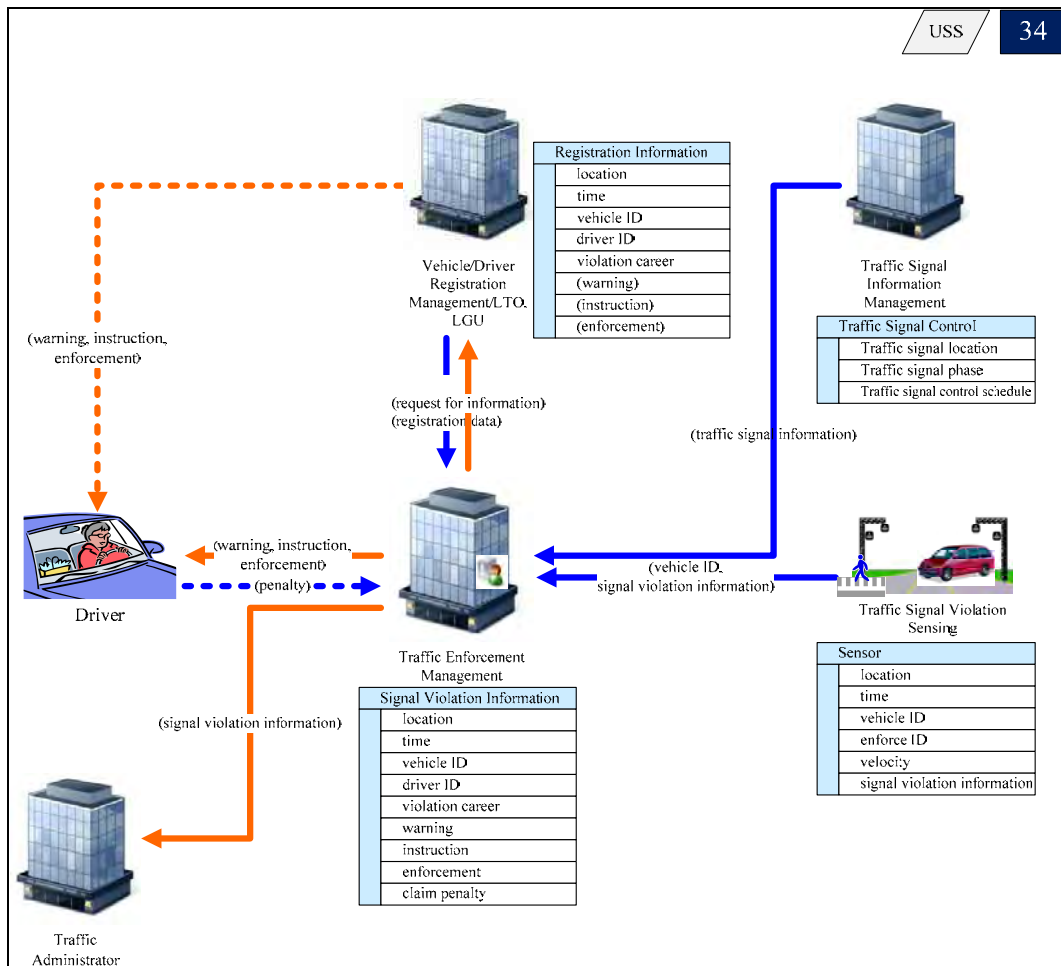 USS
34
Registration Information
location
time
vehicle ID
driver ID
violation career
(warning)
(instruction)
(enforcement)
Vehicle/Driver
Registration
Management/LTO,
LGU
Traffic Signal
Information
Management
Traffic Signal Control
Traffic signal location
Traffic signal phase
Traffic signal control schedule
(warning, instruction,
enforcement)
(request for information)
(registration data)
(traffic signal information)
(warning, instruction,
enforcement)
(penalty)
(vehicle ID,
signal violation information)
Driver
Traffic Signal Violation
Sensing
Traffic Enforcement
Management
Sensor
location
time
vehicle ID
enforce ID
velocity
signal violation information
Signal Violation Information
location
time
vehicle ID
driver ID
violation career
warning
instruction
enforcement
claim penalty
(signal violation information)
Traffic
Administrator